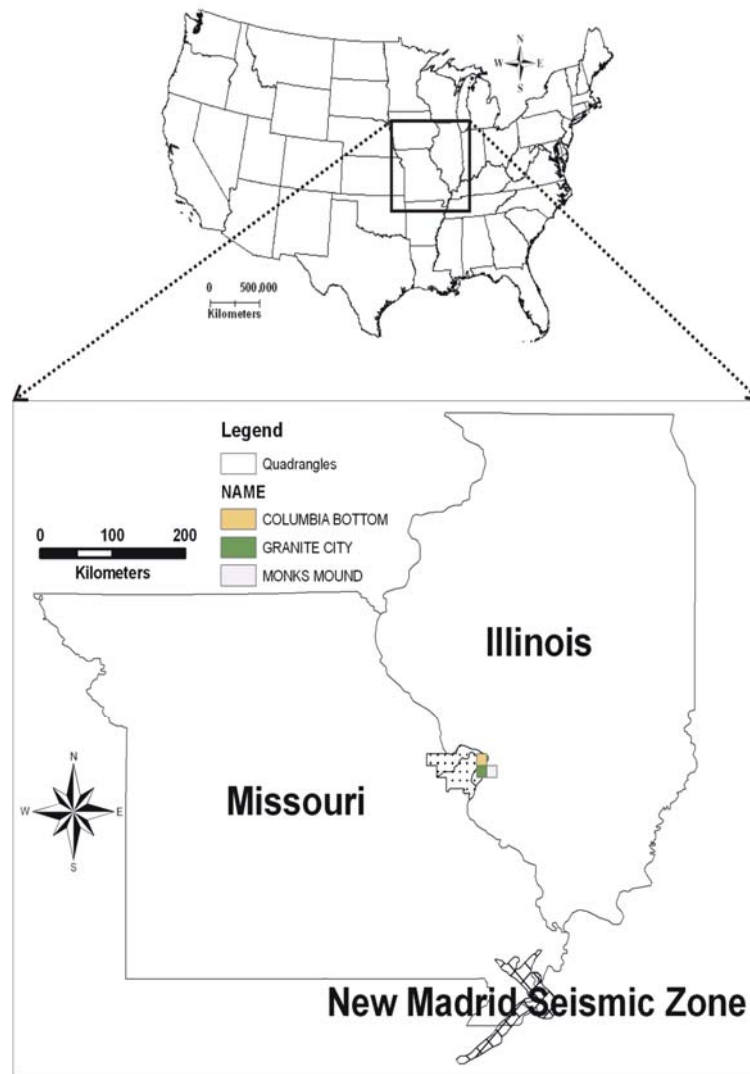 N
W E
S
0 500,000
Kilometers
Legend
Quadrangles
NAME
COLUMBIA BOTTOM
GRANITE CITY
MONKS MOUND
0 100 200
Kilometers
Illinois
Missouri
N
W E
S
New Madrid Seismic Zone